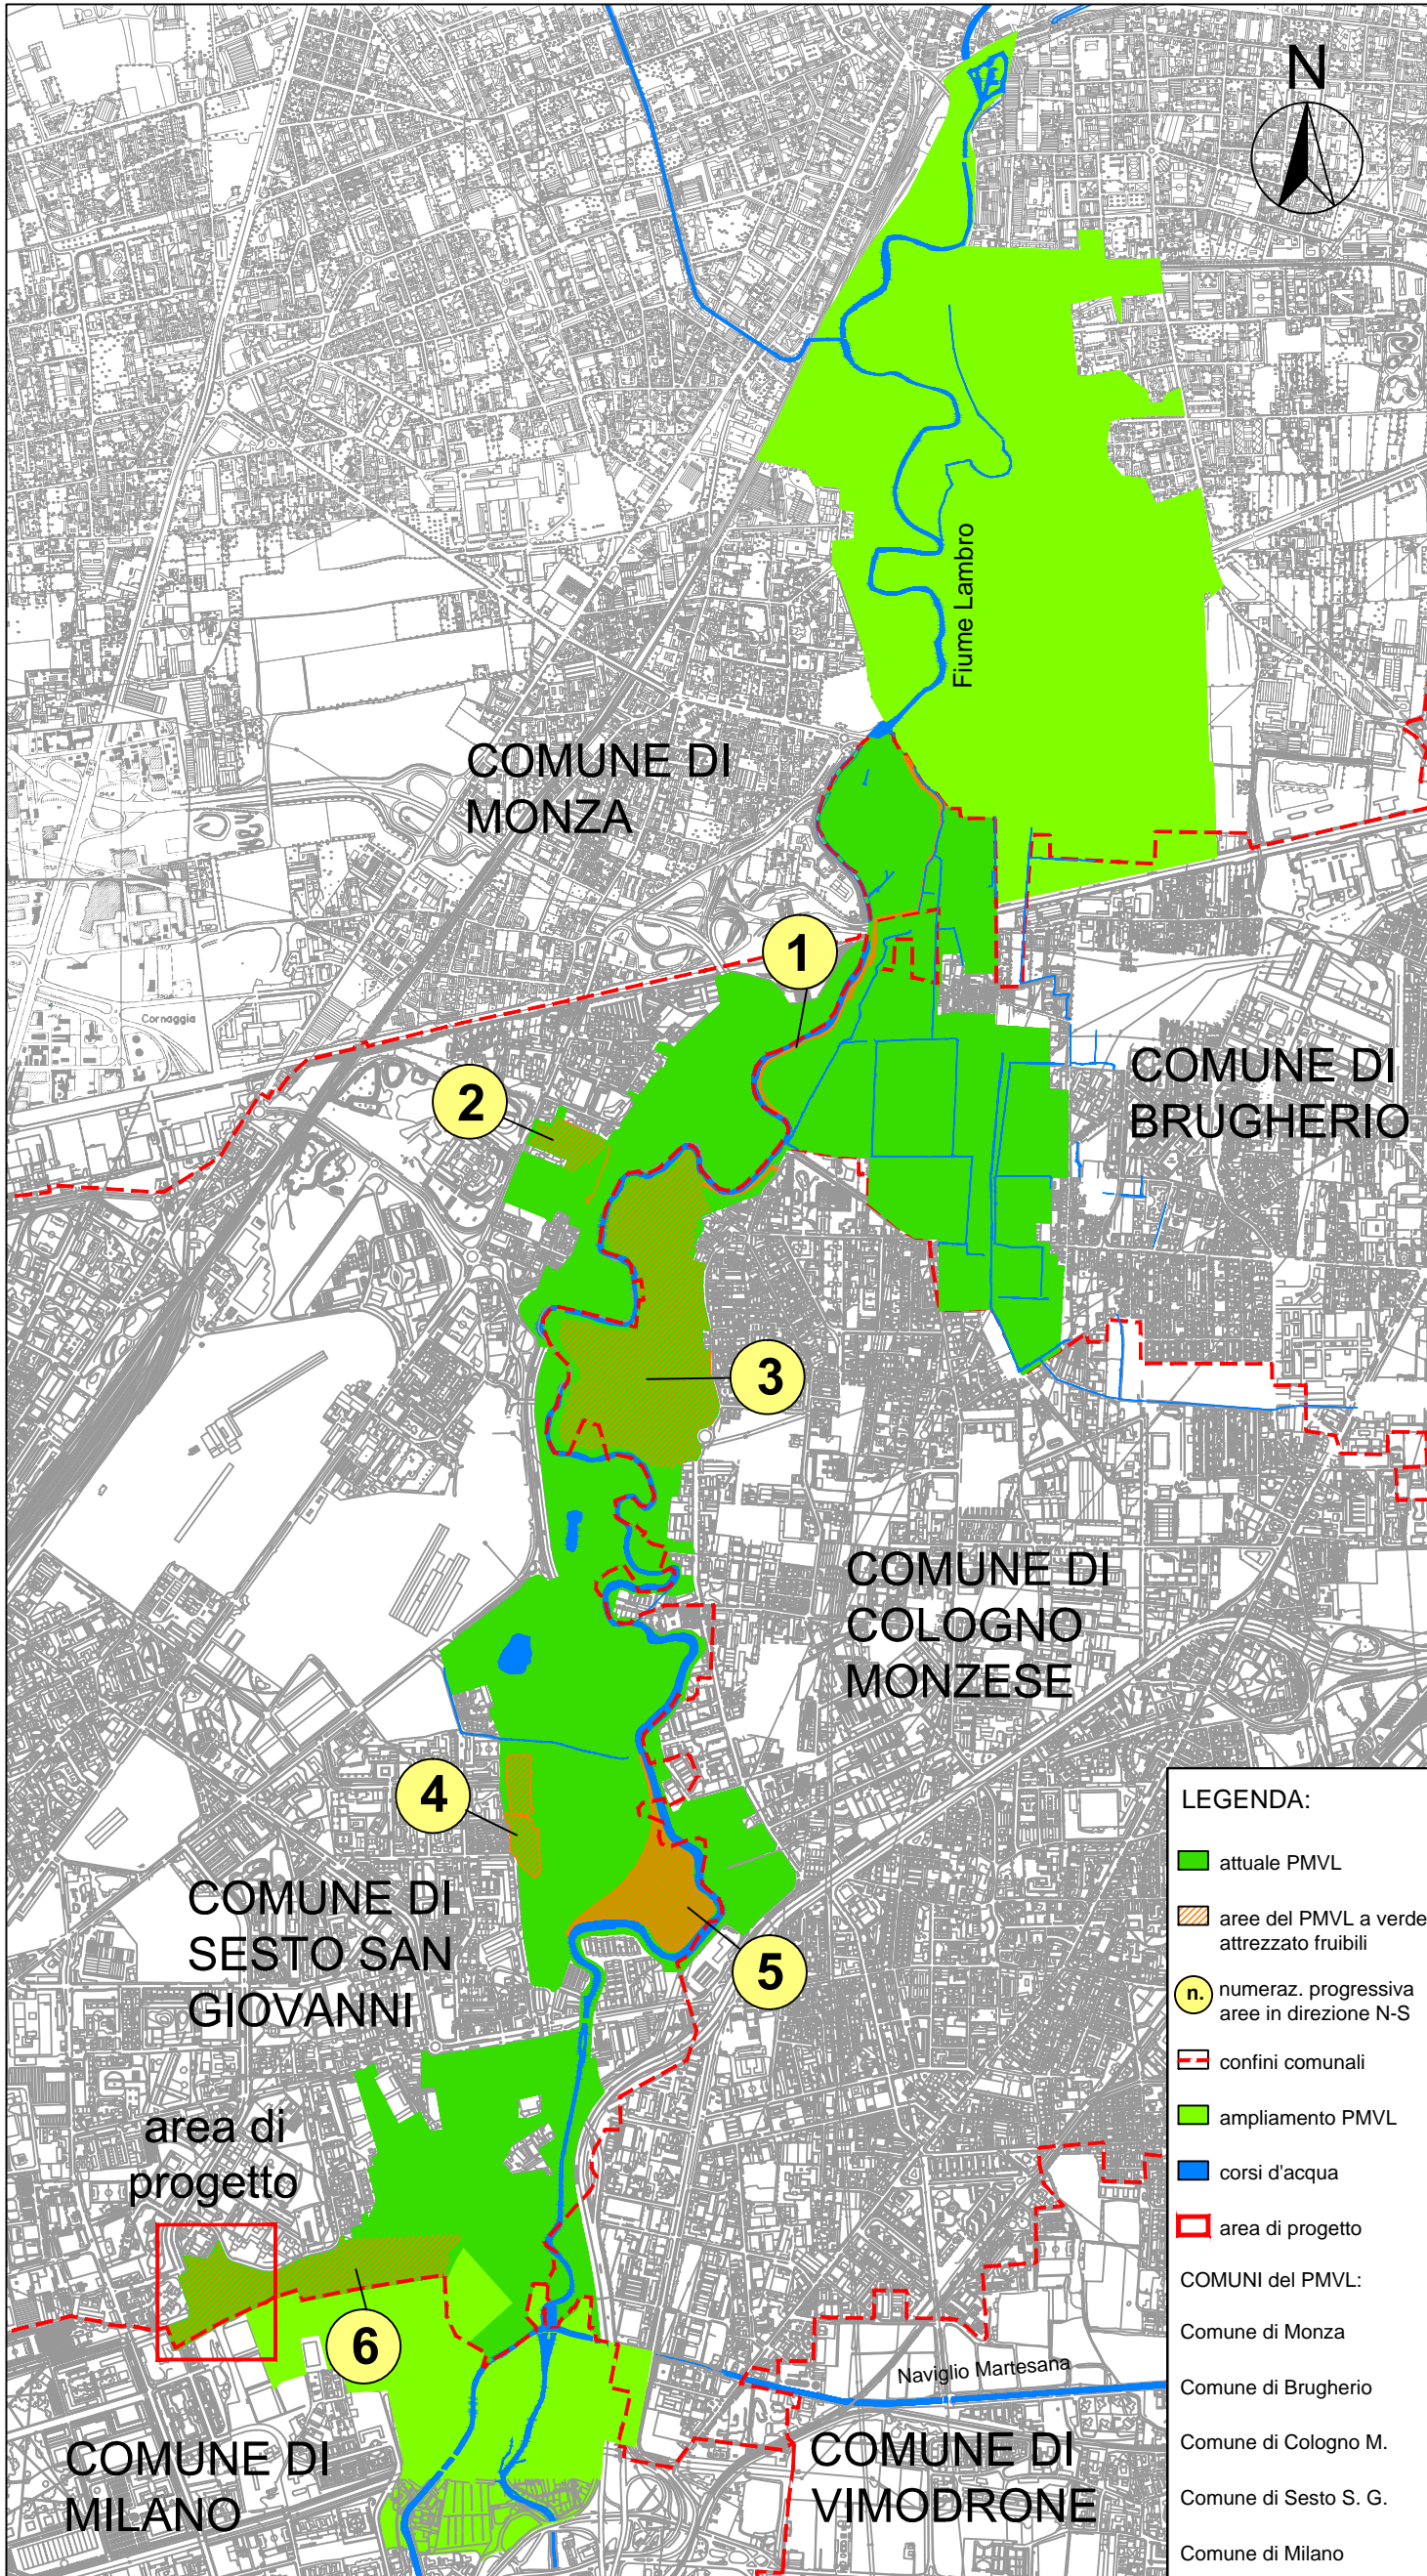 N
Fiume Lambro
COMUNE DI
MONZA
1
Cornaggia
2
COMUNE DI
BRUGHERIO
3
COMUNE DI
COLOGNO
MONZESE
4
COMUNE DI
SESTO SAN
GIOVANNI
5
area di
progetto
6
Naviglio Martesana
COMUNE DI
MILANO
COMUNE DI
VIMODRONE
LEGENDA:
attuale PMVL
aree del PMVL a verde
attrezzato fruibili
n.
numeraz. progressiva
aree in direzione N-S
confini comunali
ampliamento PMVL
corsi d'acqua
area di progetto
COMUNI del PMVL:
Comune di Monza
Comune di Brugherio
Comune di Cologno M.
Comune di Sesto S. G.
Comune di Milano